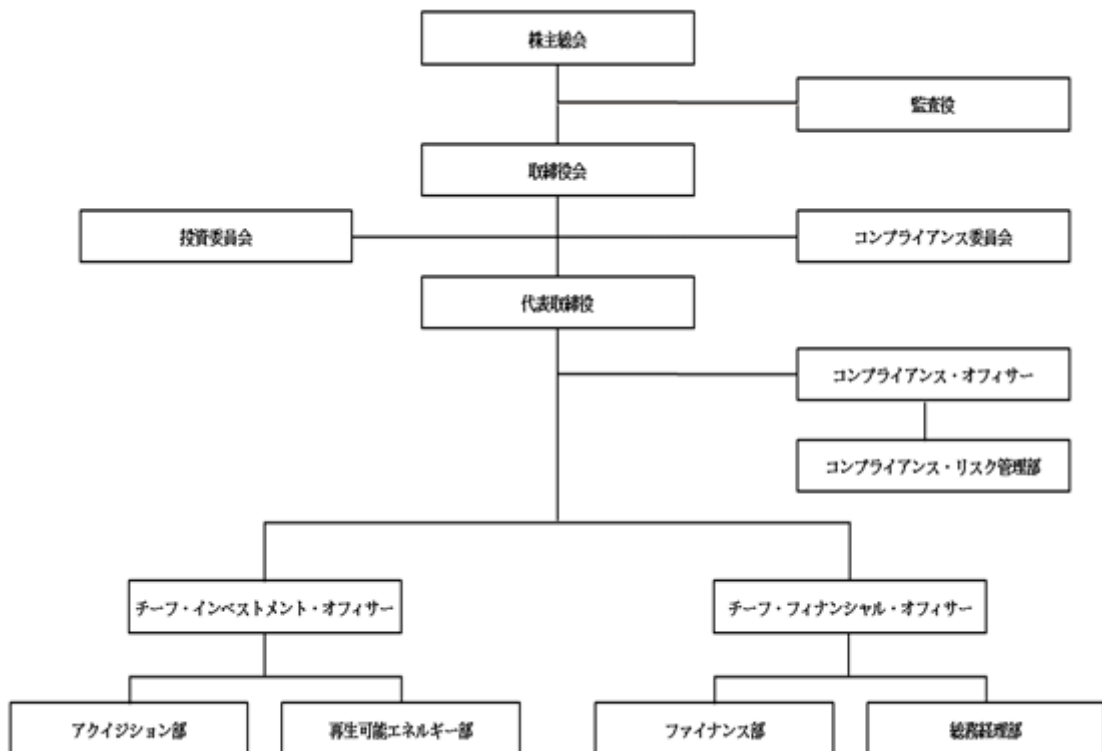 株主総会
監査役
取締役会
投資委員会
コンプライアンス委員会
代表取締役
コンプライアンス・オフィサー
コンプライアンス・リスク管理部
チーフ・インベストメント・オフィサー
チーフ・フィナンシャル・オフィサー
アクイジション部
再生可能エネルギー部
ファイナンス部
総務経理部